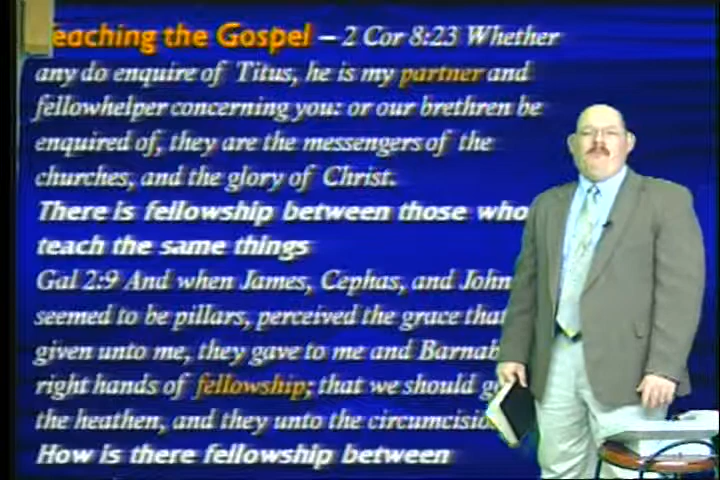 eaching the Gospel – 2 Cor 8:23 Whether
any do enquire of Titus, he is my partner and
fellowhelper concerning you: or our brethren be
enquired of, they are the messengers of the
churches, and the glory of Christ.
There is fellowship between those who
teach the same things
Gal 2:9 And when James, Cephas, and John
seemed to be pillars, perceived the grace that
given unto me, they gave to me and Barnab
right hands of fellowship; that we should g
the heathen, and they unto the circumcisio
How is there fellowship between